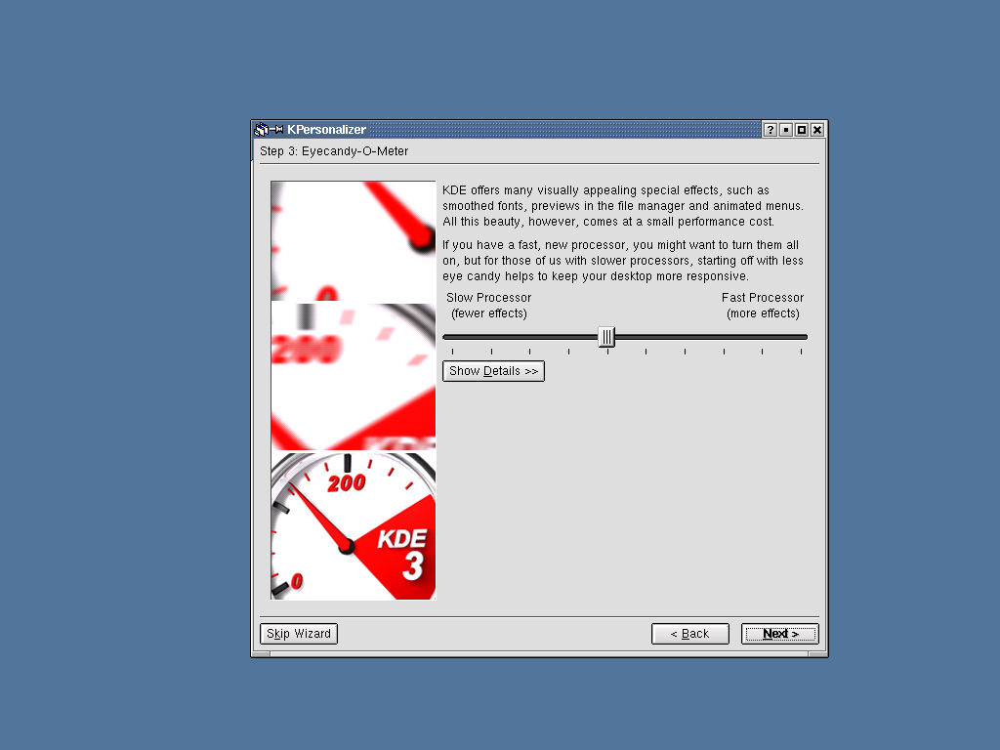 KPersonalizer
Step 3: Eyecandy-O-Meter
KDE offers many visually appealing special effects, such as
smoothed fonts, previews in the file manager and animated menus.
All this beauty, however, comes at a small performance cost.
If you have a fast, new processor, you might want to turn them all
on, but for those of us with slower processors, starting off with less
eye candy helps to keep your desktop more responsive.
Slow Processor
(fewer effects)
Fast Processor
(more effects)
Show Details >>
0
200
KDE
200
KDE
3
0
Skip Wizard
< Back
Next >